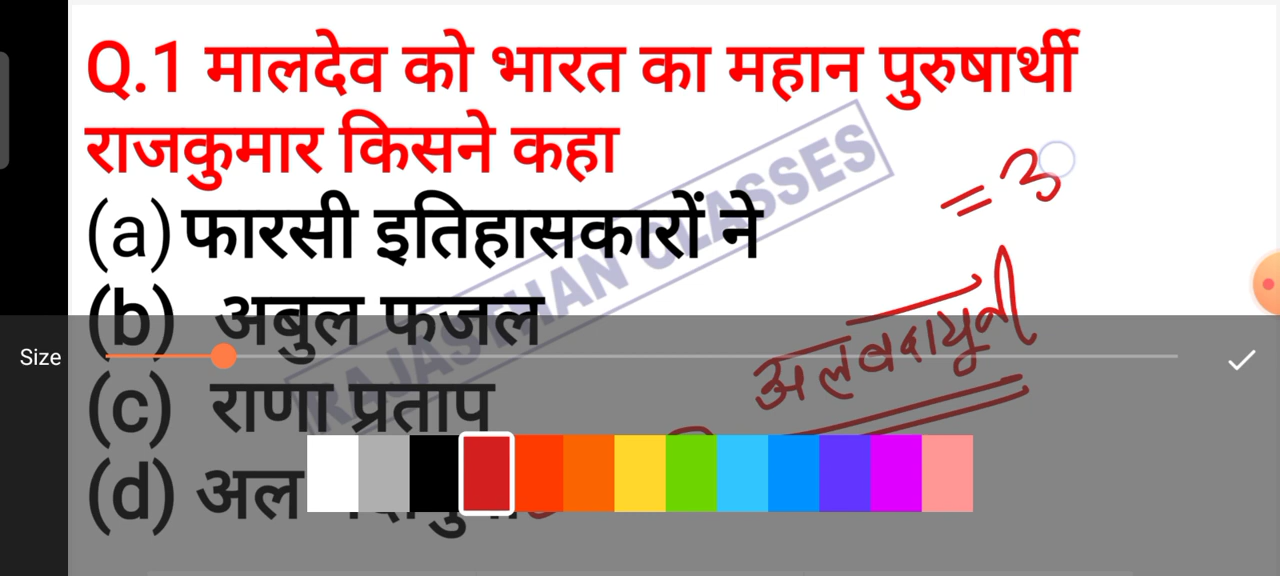 Q.1 मालदेव को भारत का महान पुरुषार्थी
राजकुमार किसने कहा
(a) फारसी इतिहासकारों ने
= 3
(b) अबुल फजल
RAJASTHAN CLASSES
Size
अलबदायूनी
(c) राणा प्रताप
(d) अल